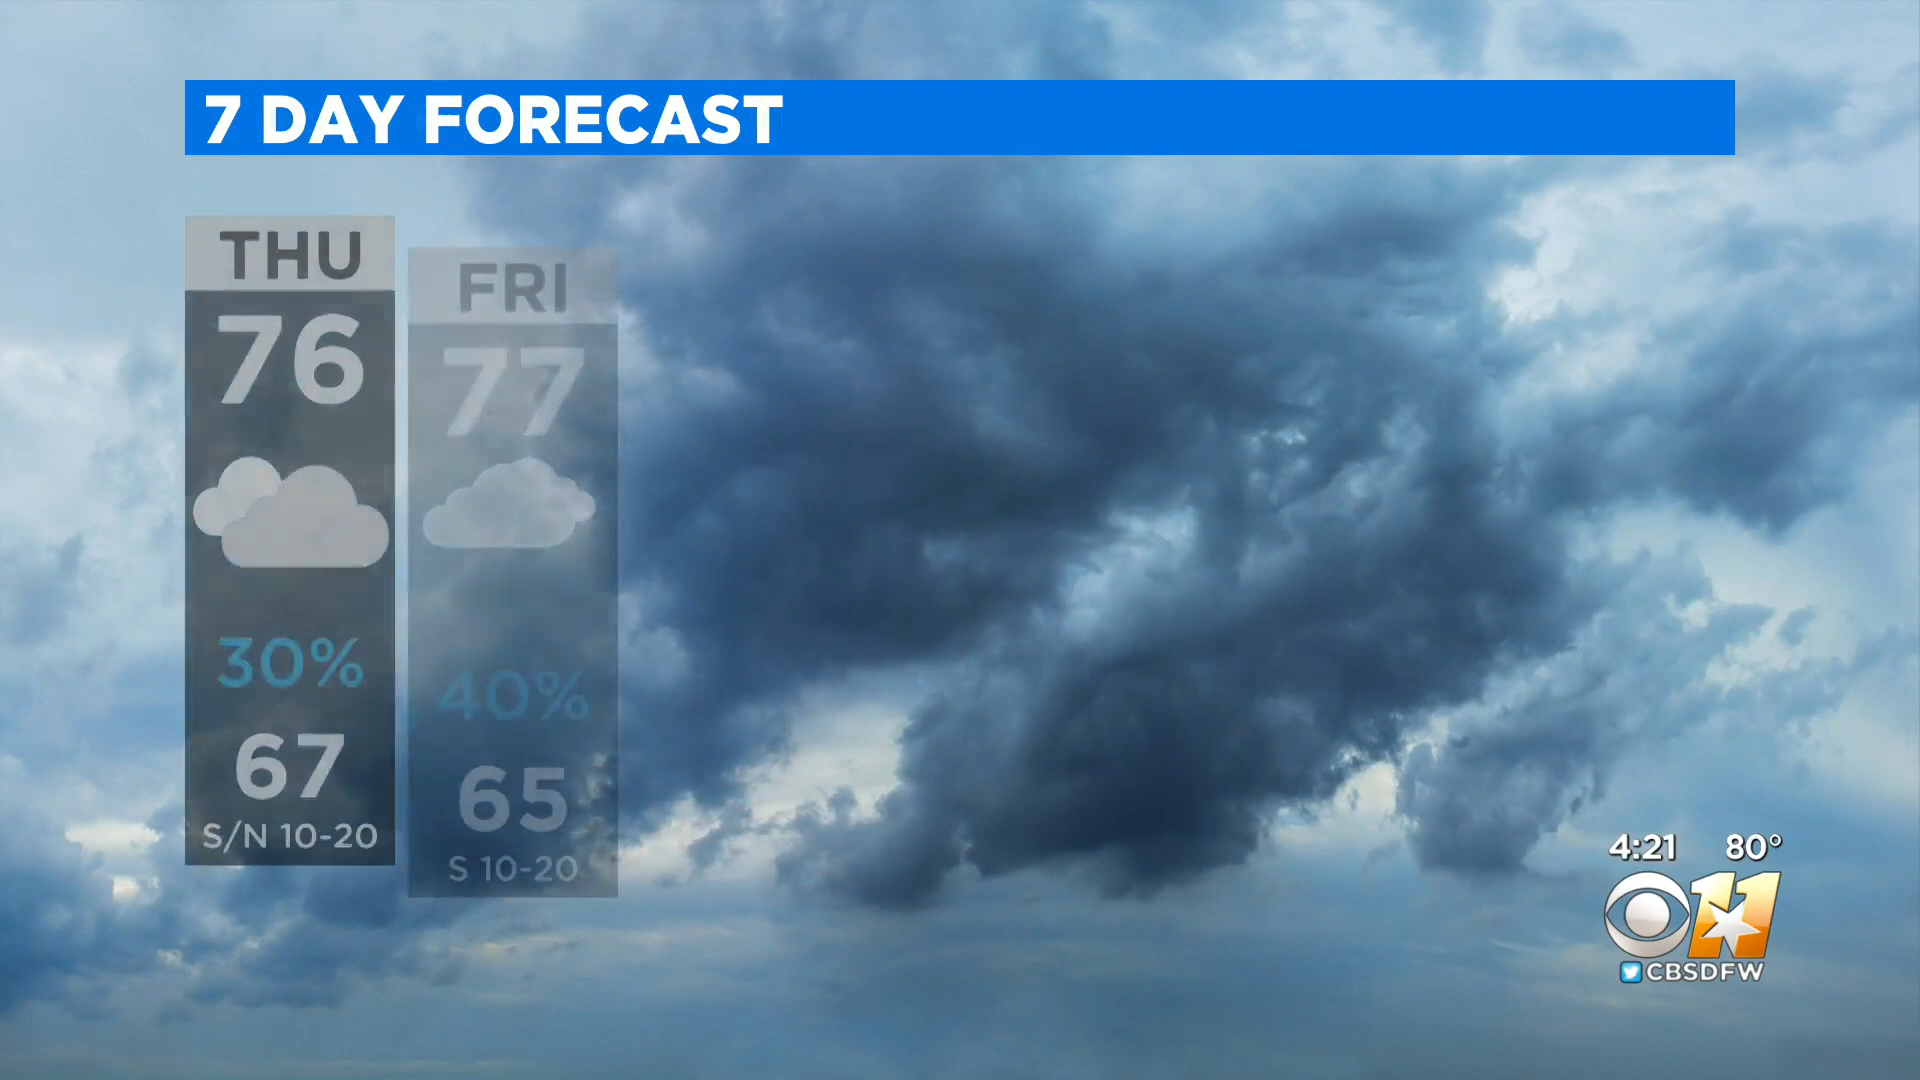 7 DAY FORECAST
THU
76
30%
67
S/N 10-20
FRI
77
40%
65
S 10-20
4:21 80°
11
CBSDFW